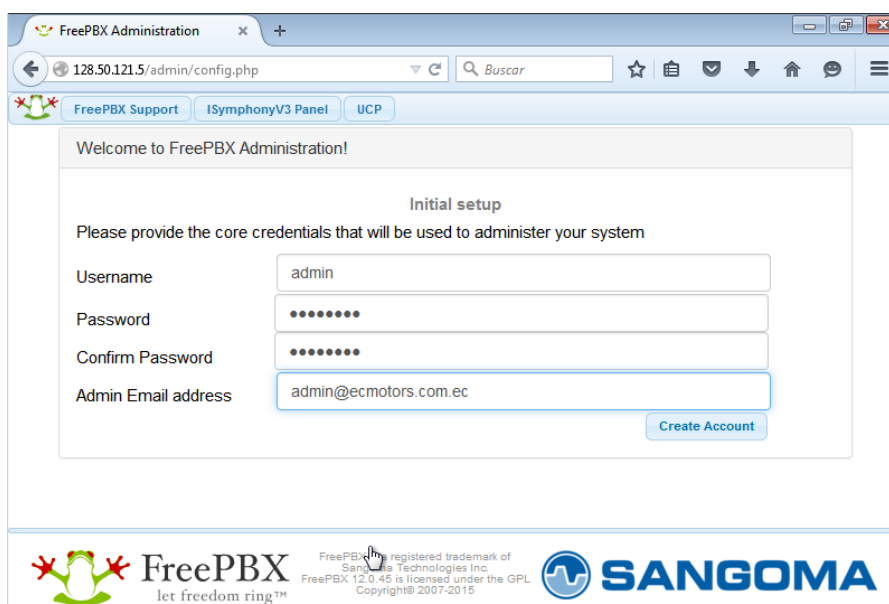 FreePBX Administration
128.50.121.5/admin/config.php
Buscar
FreePBX Support ISymphonyV3 Panel UCP
Welcome to FreePBX Administration!
Initial setup
Please provide the core credentials that will be used to administer your system
Username admin
Password ●●●●●●●●
Confirm Password ●●●●●●●●
Admin Email address admin@ecmotors.com.ec
Create Account
FreePBX
let freedom ring™
FreePBX registered trademark of
Technologies Inc.
FreePBX 12.0.45 is licensed under the GPL
Copyright® 2007-2015
SANGOMA